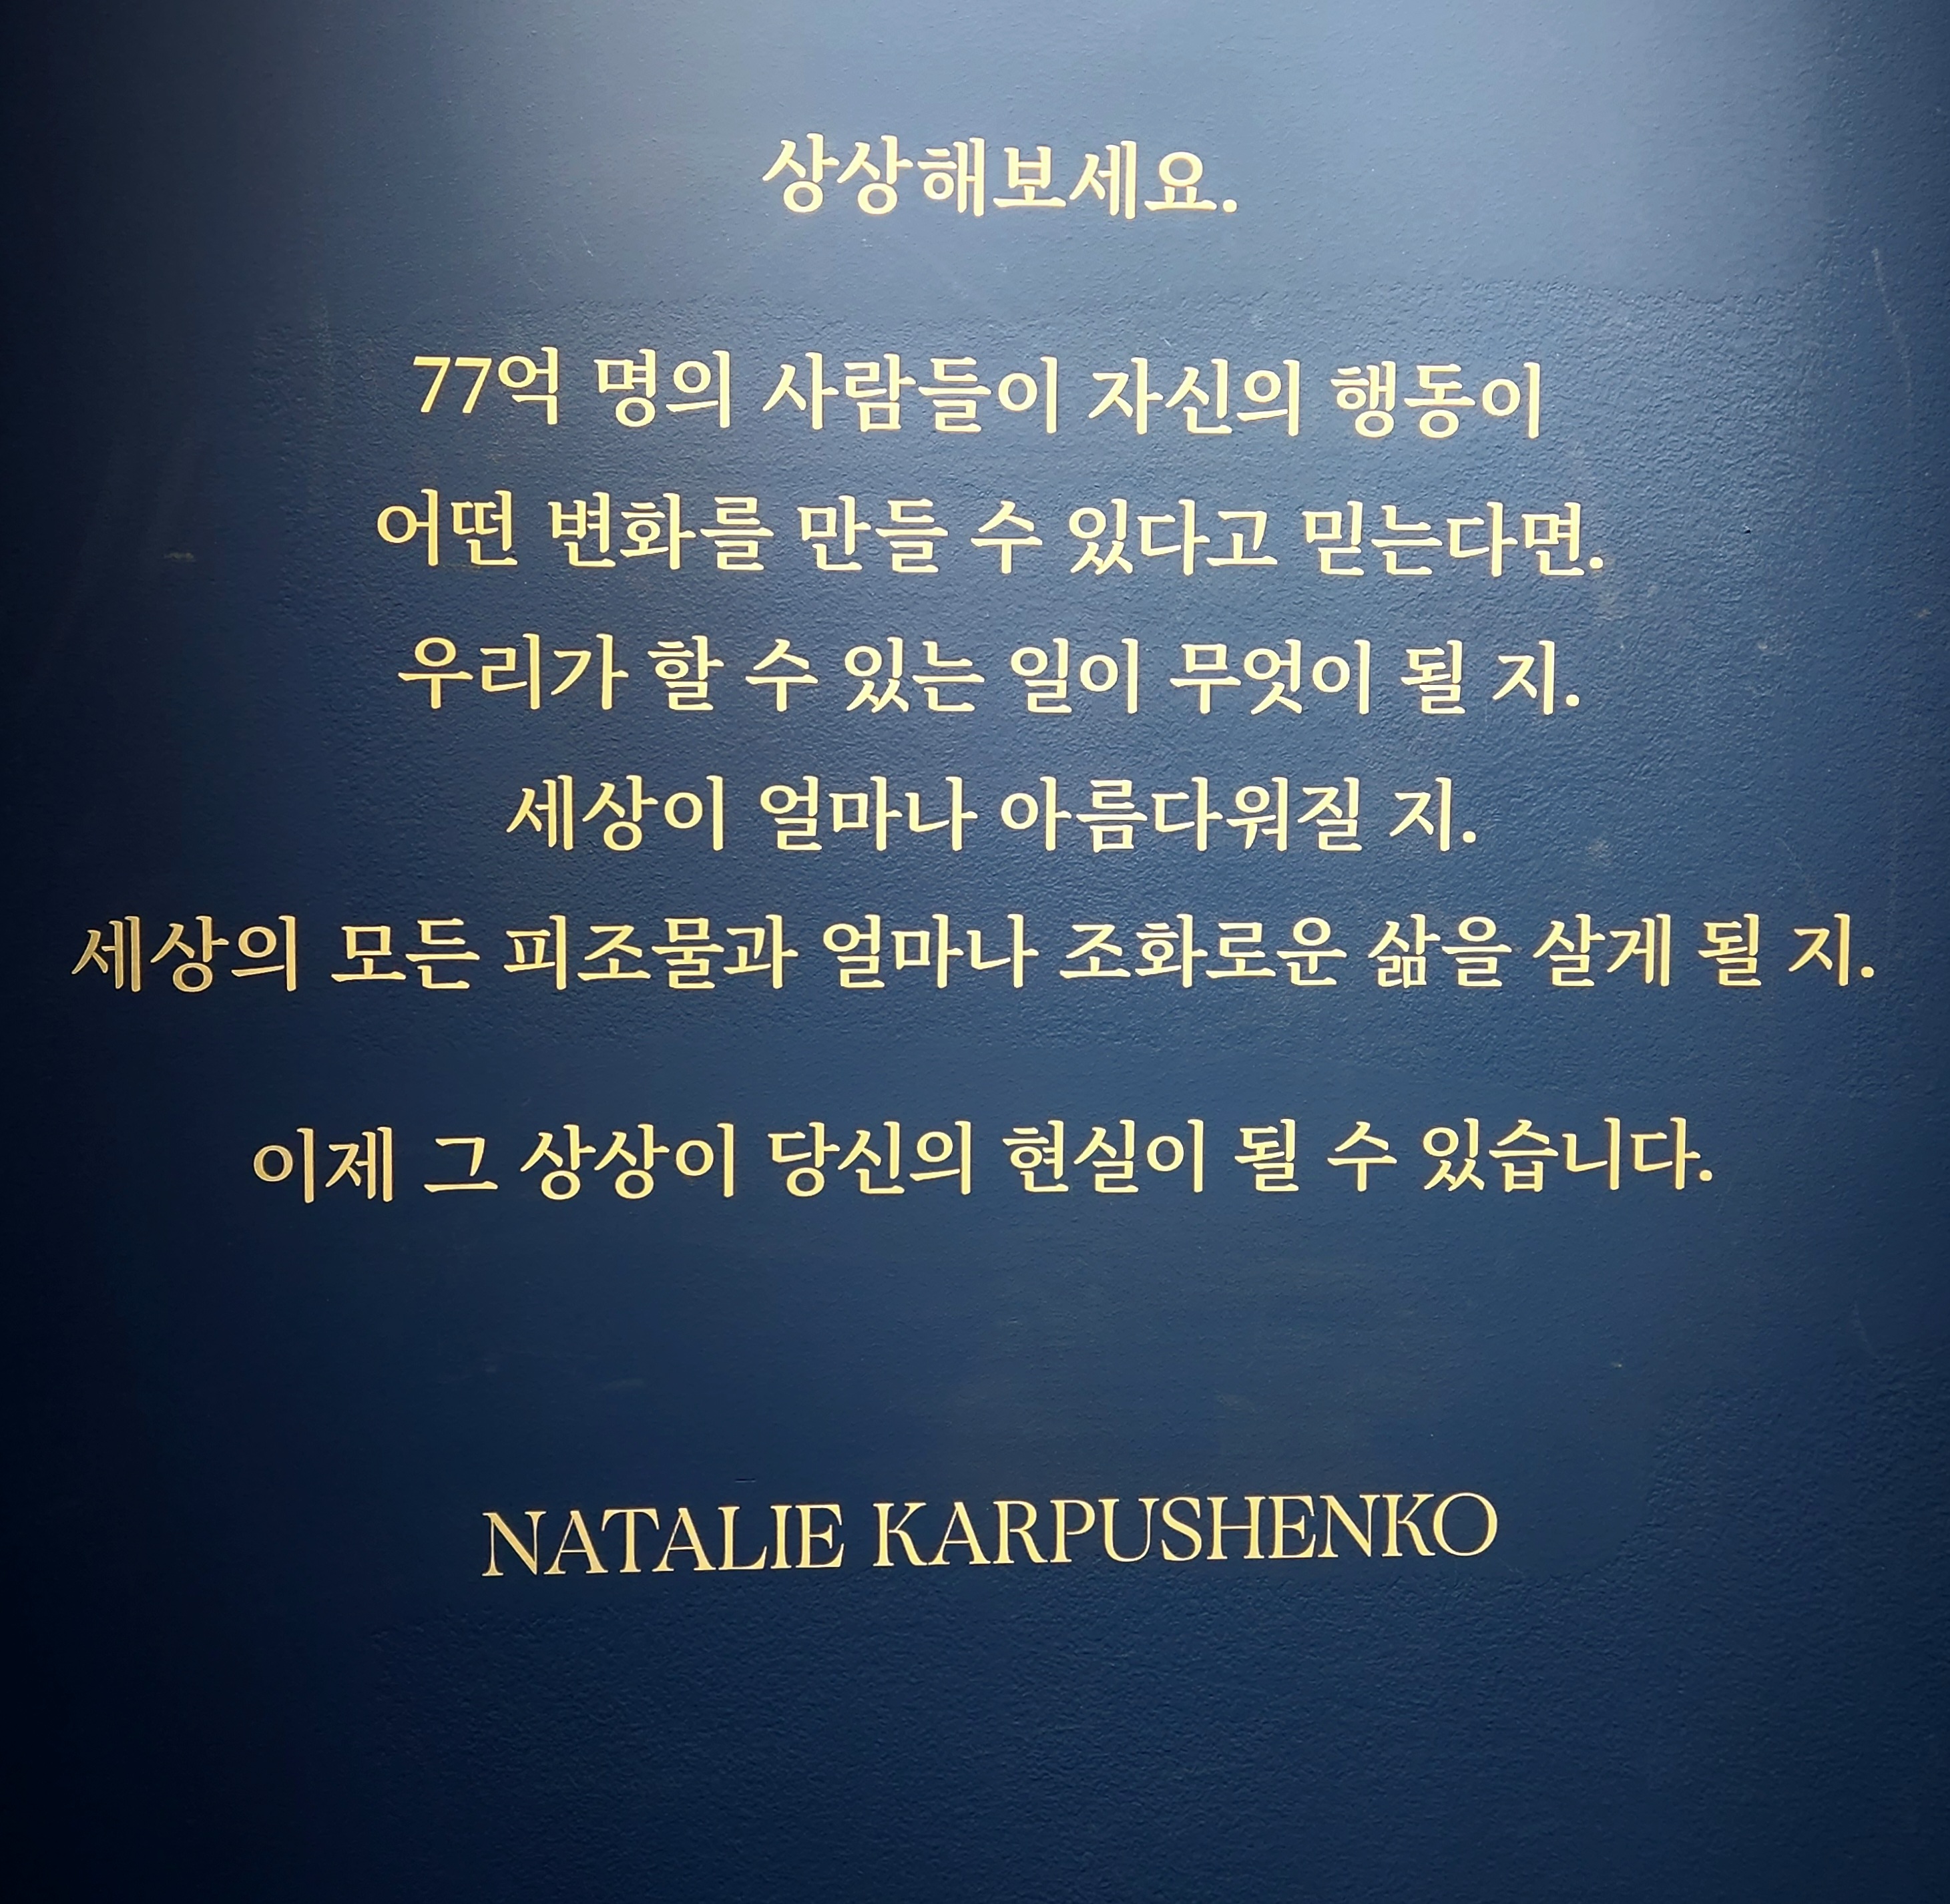 상상해보세요.
77억 명의 사람들이 자신의 행동이
어떤 변화를 만들 수 있다고 믿는다면.
우리가 할 수 있는 일이 무엇이 될 지.
세상이 얼마나 아름다워질 지.
세상의 모든 피조물과 얼마나 조화로운 삶을 살게 될 지.
이제 그 상상이 당신의 현실이 될 수 있습니다.
NATALIE KARPUSHENKO